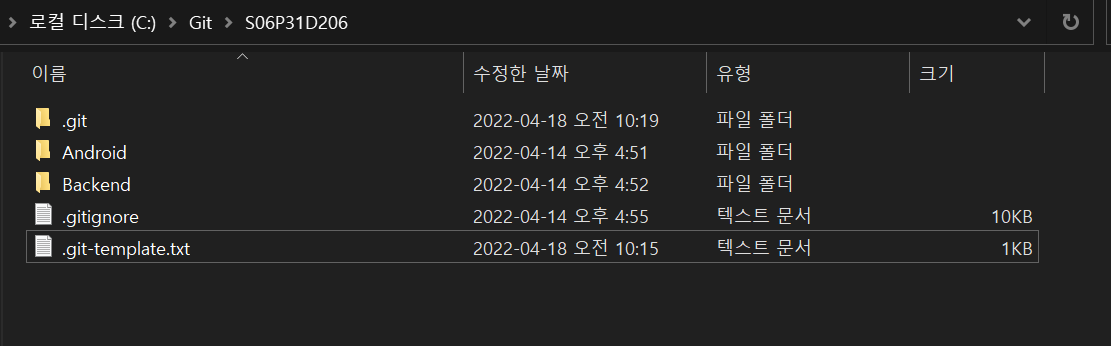 로컬 디스크 (C:) > Git > S06P31D206
이름 수정한 날짜 유형 크기
.git 2022-04-18 오전 10:19 파일 폴더
Android 2022-04-14 오후 4:51 파일 폴더
Backend 2022-04-14 오후 4:52 파일 폴더
.gitignore 2022-04-14 오후 4:55 텍스트 문서 10KB
.git-template.txt 2022-04-18 오전 10:15 텍스트 문서 1KB